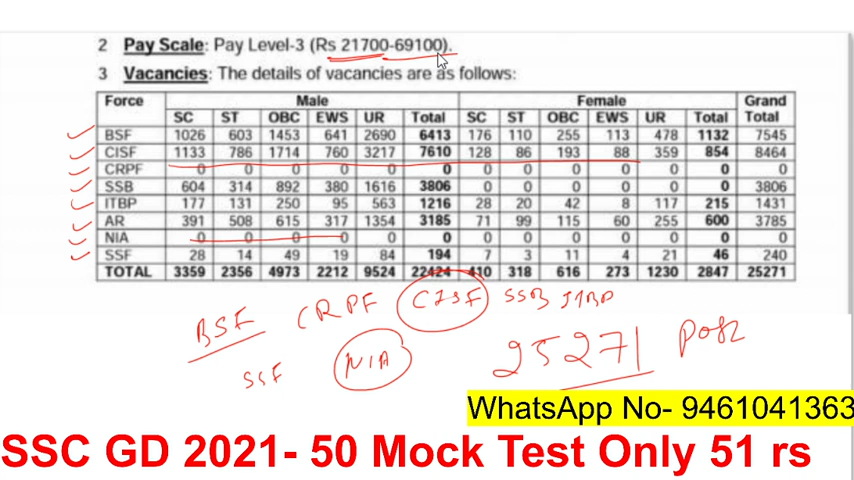 2 Pay Scale: Pay Level-3 (Rs 21700-69100).
3 Vacancies: The details of vacancies are as follows:
Force Male Female Grand Total
SC ST OBC EWS UR Total SC ST OBC EWS UR Total
BSF 1026 603 1453 641 2690 6413 176 110 255 113 478 1132 7545
CISF 1133 786 1714 760 3217 7610 128 86 193 88 359 854 8464
CRPF 0 0 0 0 0 0 0 0 0 0 0 0 0
SSB 604 314 892 380 1616 3806 0 0 0 0 0 0 3806
ITBP 177 131 250 95 563 1216 28 20 42 8 117 215 1431
AR 391 508 615 317 1354 3185 71 99 115 60 255 600 3785
NIA 0 0 0 0 0 0 0 0 0 0 0 0 0
SSF 28 14 49 19 84 194 7 3 11 4 21 46 240
TOTAL 3359 2356 4973 2212 9524 22424 410 318 616 273 1230 2847 25271
BSF CRPF CISF SSB ITBP
SSF NIA 25271 Post
WhatsApp No- 9461041363
SSC GD 2021- 50 Mock Test Only 51 rs